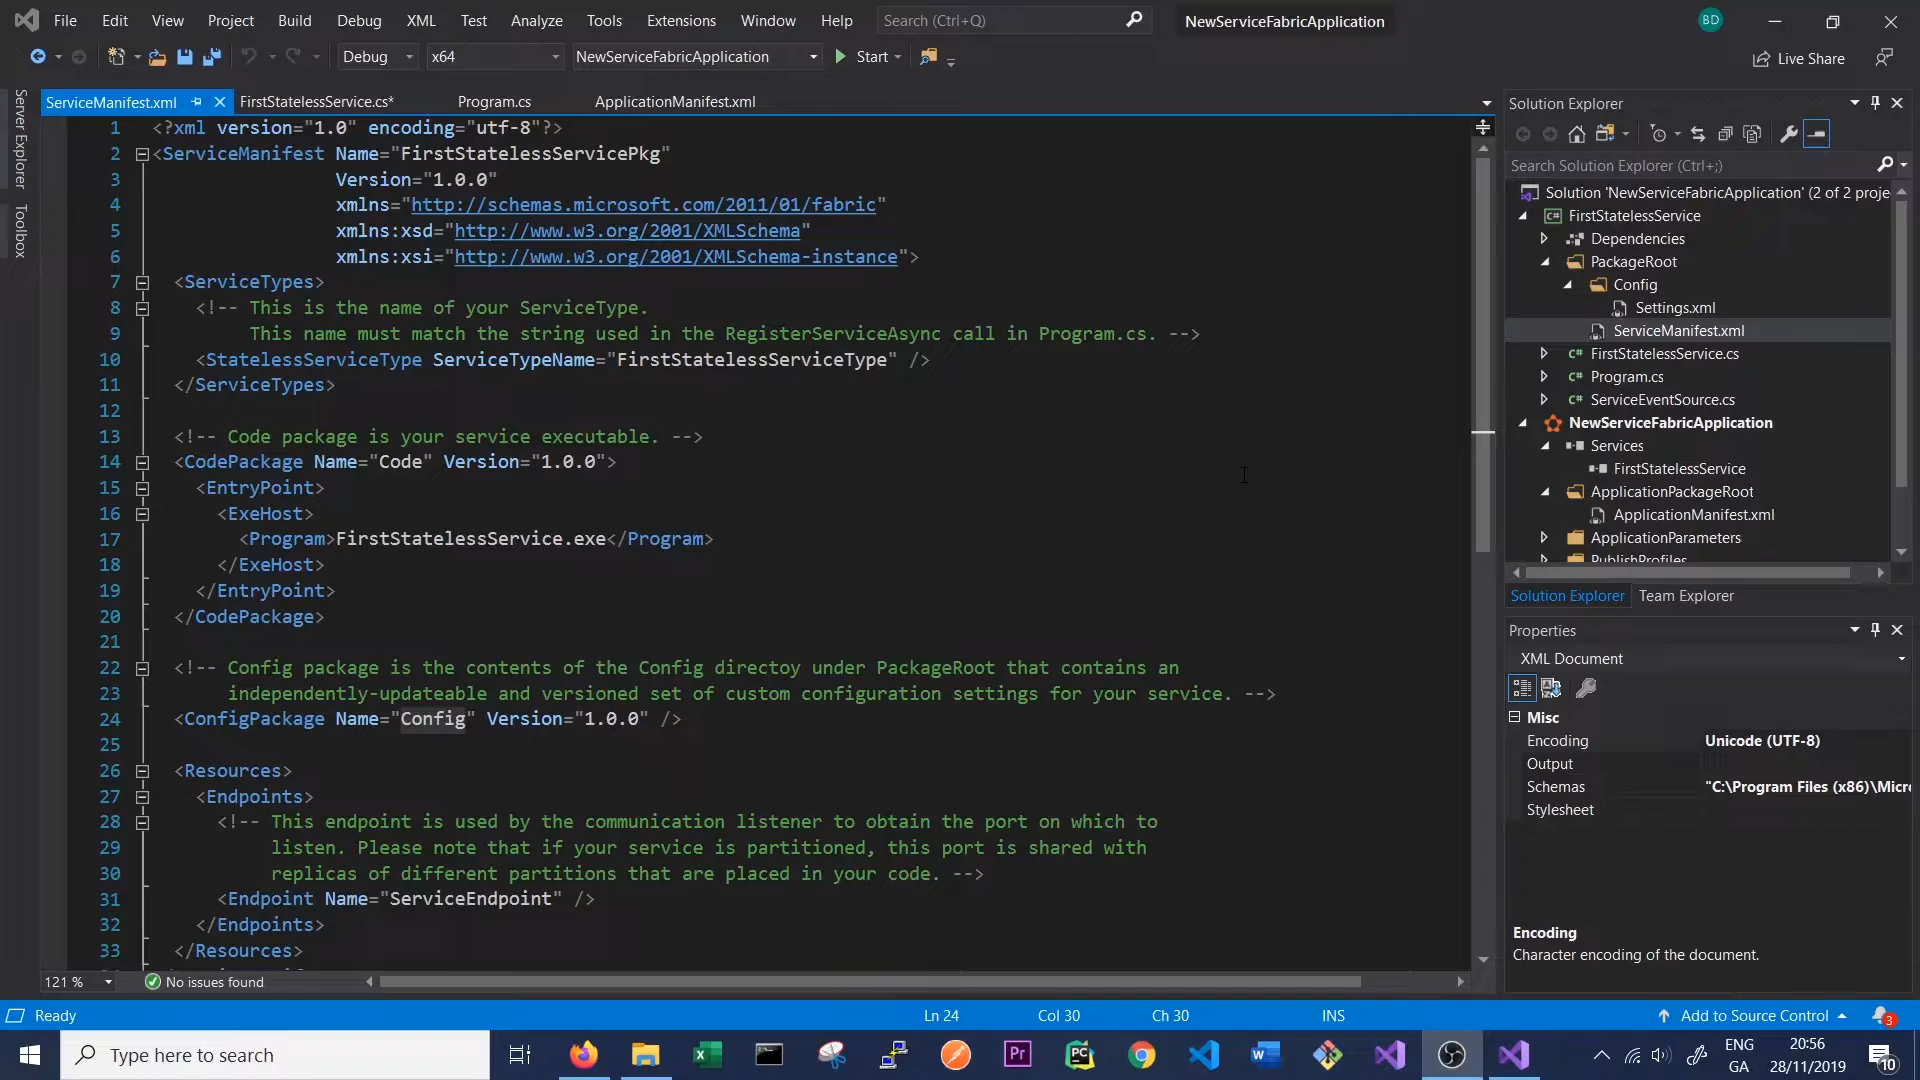 File Edit View Project Build Debug XML Test Analyze Tools Extensions Window Help Search (Ctrl+Q) NewServiceFabricApplication BD
Debug x64 NewServiceFabricApplication Start Live Share
Server Explorer
Toolbox
ServiceManifest.xml FirstStatelessService.cs* Program.cs ApplicationManifest.xml
1 <?xml version="1.0" encoding="utf-8"?>
2 <ServiceManifest Name="FirstStatelessServicePkg"
3 Version="1.0.0"
4 xmlns="http://schemas.microsoft.com/2011/01/fabric"
5 xmlns:xsd="http://www.w3.org/2001/XMLSchema"
6 xmlns:xsi="http://www.w3.org/2001/XMLSchema-instance">
7 <ServiceTypes>
8 <!-- This is the name of your ServiceType.
9 This name must match the string used in the RegisterServiceAsync call in Program.cs. -->
10 <StatelessServiceType ServiceTypeName="FirstStatelessServiceType" />
11 </ServiceTypes>
12
13 <!-- Code package is your service executable. -->
14 <CodePackage Name="Code" Version="1.0.0">
15 <EntryPoint>
16 <ExeHost>
17 <Program>FirstStatelessService.exe</Program>
18 </ExeHost>
19 </EntryPoint>
20 </CodePackage>
21
22 <!-- Config package is the contents of the Config directoy under PackageRoot that contains an
23 independently-updateable and versioned set of custom configuration settings for your service. -->
24 <ConfigPackage Name="Config" Version="1.0.0" />
25
26 <Resources>
27 <Endpoints>
28 <!-- This endpoint is used by the communication listener to obtain the port on which to
29 listen. Please note that if your service is partitioned, this port is shared with
30 replicas of different partitions that are placed in your code. -->
31 <Endpoint Name="ServiceEndpoint" />
32 </Endpoints>
33 </Resources>
121 % No issues found
Solution Explorer
Search Solution Explorer (Ctrl+;)
Solution 'NewServiceFabricApplication' (2 of 2 proje
C# FirstStatelessService
Dependencies
PackageRoot
Config
Settings.xml
ServiceManifest.xml
C# FirstStatelessService.cs
C# Program.cs
C# ServiceEventSource.cs
NewServiceFabricApplication
Services
FirstStatelessService
ApplicationPackageRoot
ApplicationManifest.xml
ApplicationParameters
PublishProfiles
Solution Explorer Team Explorer
Properties
XML Document
Misc
Encoding Unicode (UTF-8)
Output
Schemas "C:\Program Files (x86)\Micr
Stylesheet
Encoding
Character encoding of the document.
Ready Ln 24 Col 30 Ch 30 INS Add to Source Control 3
Type here to search
Pr
PC
ENG
GA
20:56
28/11/2019
10